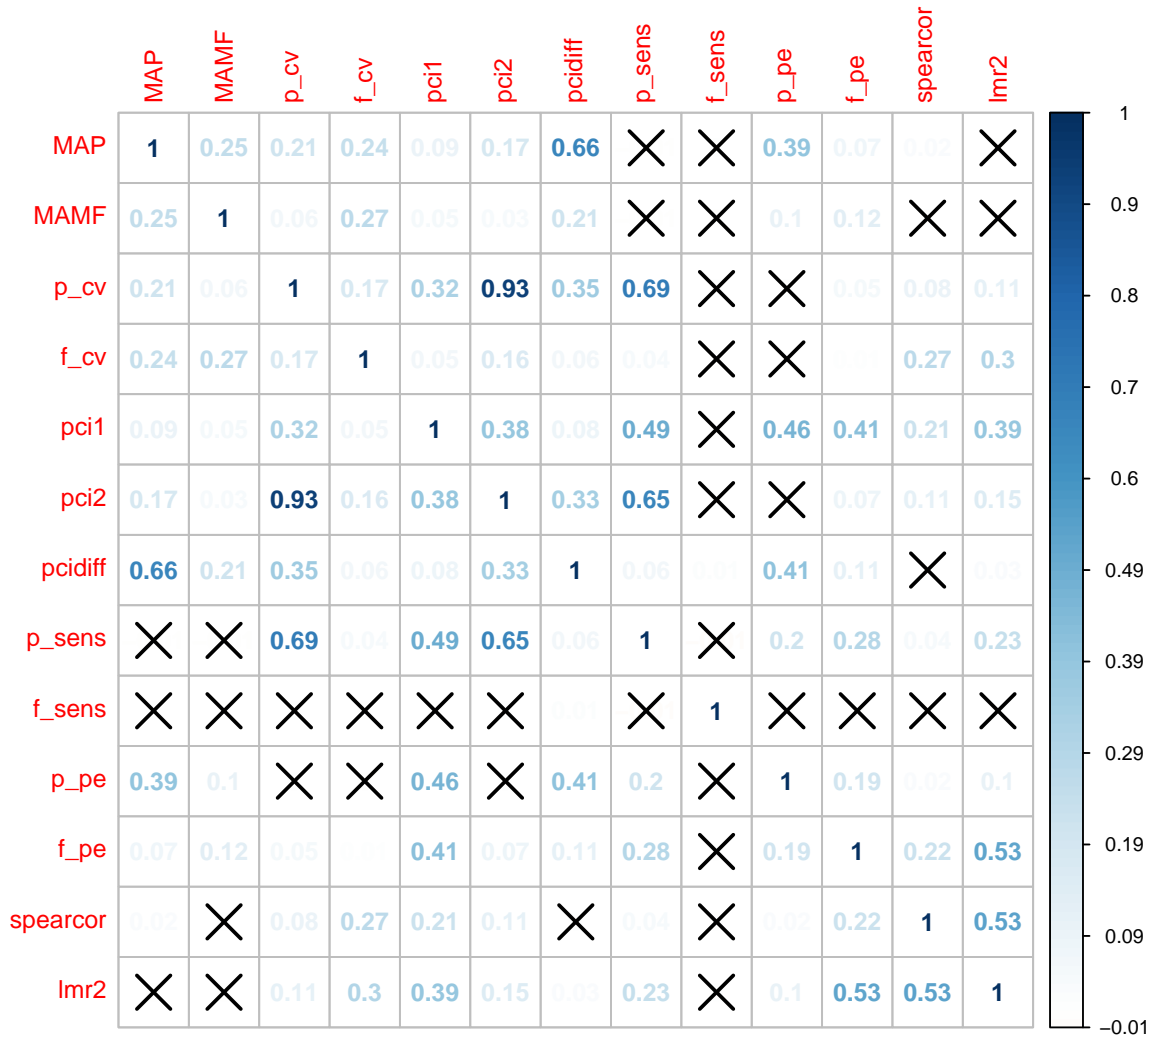 MAP MAMF p_cv f_cv pci1 pci2 pcidiff p_sens f_sens p_pe f_pe spearcor lmr2
MAP 1 0.25 0.21 0.24 0.09 0.17 0.66 0.39 0.07 0.02
MAMF 0.25 1 0.06 0.27 0.05 0.03 0.21 0.1 0.12
p_cv 0.21 0.06 1 0.17 0.32 0.93 0.35 0.69 0.05 0.08 0.11
f_cv 0.24 0.27 0.17 1 0.05 0.16 0.06 0.04 0.27 0.3
pci1 0.09 0.05 0.32 0.05 1 0.38 0.08 0.49 0.46 0.41 0.21 0.39
pci2 0.17 0.03 0.93 0.16 0.38 1 0.33 0.65 0.07 0.11 0.15
pcidiff 0.66 0.21 0.35 0.06 0.08 0.33 1 0.06 0.01 0.41 0.11 0.03
p_sens 0.69 0.04 0.49 0.65 0.06 1 0.2 0.28 0.04 0.23
f_sens 0.01 1
p_pe 0.39 0.1 0.46 0.41 0.2 1 0.19 0.02 0.1
f_pe 0.07 0.12 0.05 0.41 0.07 0.11 0.28 0.19 1 0.22 0.53
spearcor 0.02 0.08 0.27 0.21 0.11 0.04 0.02 0.22 1 0.53
lmr2 0.11 0.3 0.39 0.15 0.03 0.23 0.1 0.53 0.53 1
1
0.9
0.8
0.7
0.6
0.49
0.39
0.29
0.19
0.09
−0.01